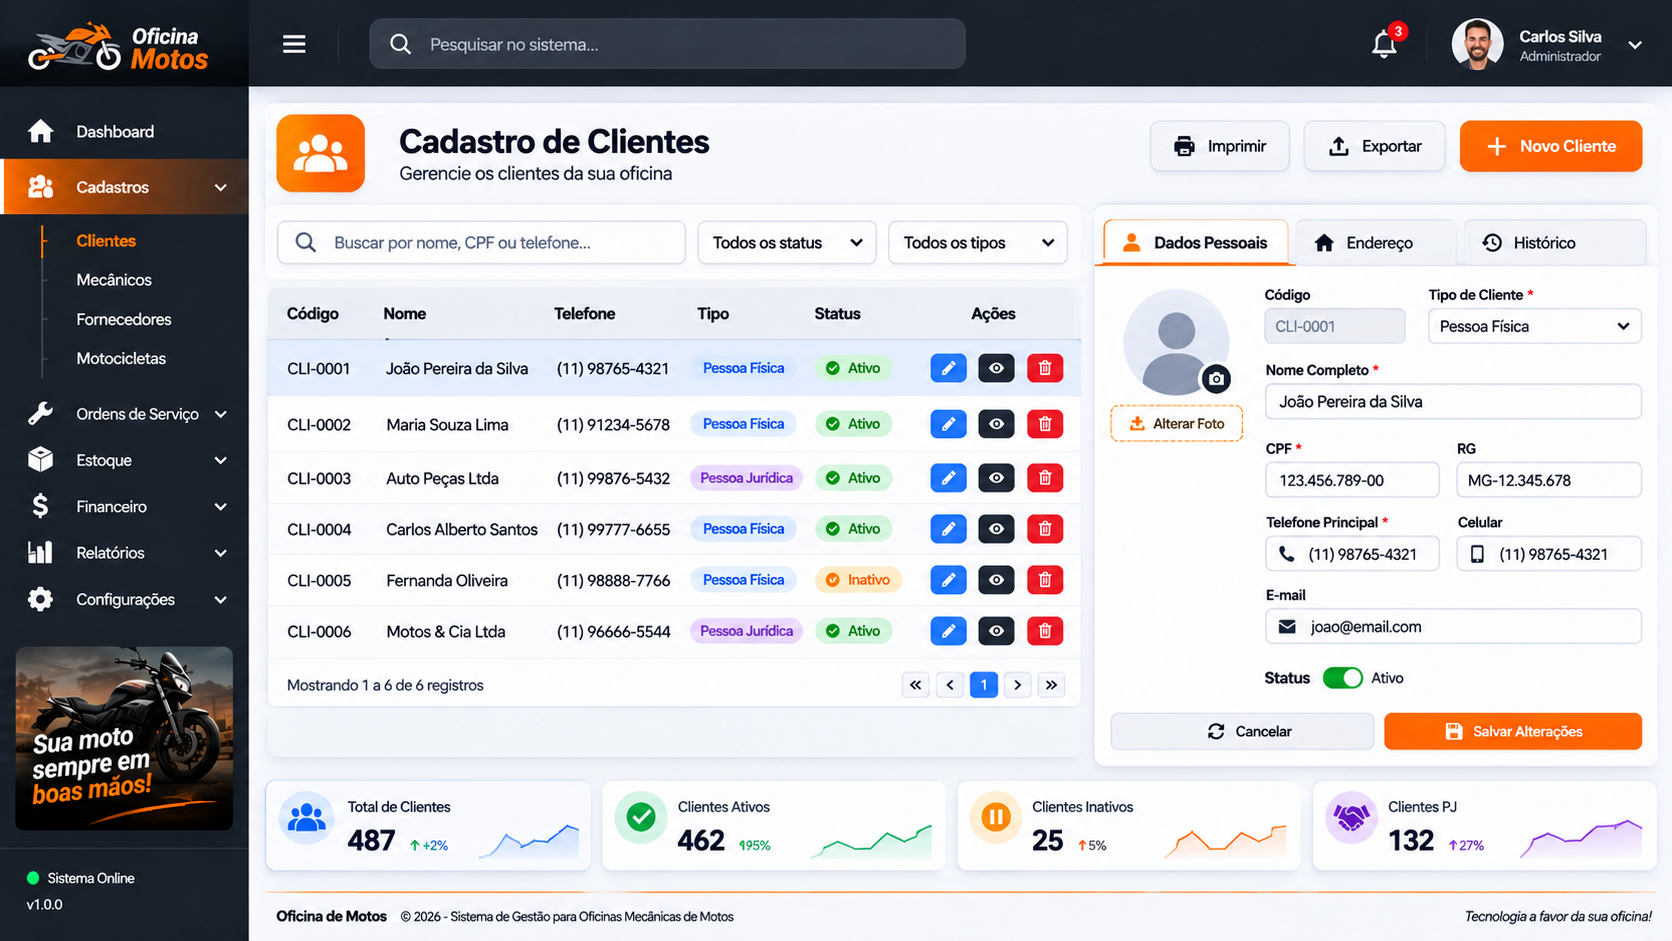 Oficina
Motos
Pesquisar no sistema...
3
Carlos Silva
Administrador
Dashboard
Cadastros
Clientes
Mecânicos
Fornecedores
Motocicletas
Ordens de Serviço
Estoque
Financeiro
Relatórios
Configurações
Sua moto
sempre em
boas mãos!
Sistema Online
v1.0.0
Cadastro de Clientes
Gerencie os clientes da sua oficina
Imprimir
Exportar
Novo Cliente
Buscar por nome, CPF ou telefone...
Todos os status
Todos os tipos
Código Nome Telefone Tipo Status Ações
CLI-0001 João Pereira da Silva (11) 98765-4321 Pessoa Física Ativo
CLI-0002 Maria Souza Lima (11) 91234-5678 Pessoa Física Ativo
CLI-0003 Auto Peças Ltda (11) 99876-5432 Pessoa Jurídica Ativo
CLI-0004 Carlos Alberto Santos (11) 99777-6655 Pessoa Física Ativo
CLI-0005 Fernanda Oliveira (11) 98888-7766 Pessoa Física Inativo
CLI-0006 Motos & Cia Ltda (11) 96666-5544 Pessoa Jurídica Ativo
Mostrando 1 a 6 de 6 registros
« ‹ 1 › »
Dados Pessoais
Endereço
Histórico
Alterar Foto
Código
CLI-0001
Tipo de Cliente *
Pessoa Física
Nome Completo *
João Pereira da Silva
CPF *
123.456.789-00
RG
MG-12.345.678
Telefone Principal *
(11) 98765-4321
Celular
(11) 98765-4321
E-mail
joao@email.com
Status Ativo
Cancelar
Salvar Alterações
Total de Clientes
487 ↑ +2%
Clientes Ativos
462 ↑95%
Clientes Inativos
25 ↑5%
Clientes PJ
132 ↑27%
Oficina de Motos © 2026 - Sistema de Gestão para Oficinas Mecânicas de Motos
Tecnologia a favor da sua oficina!